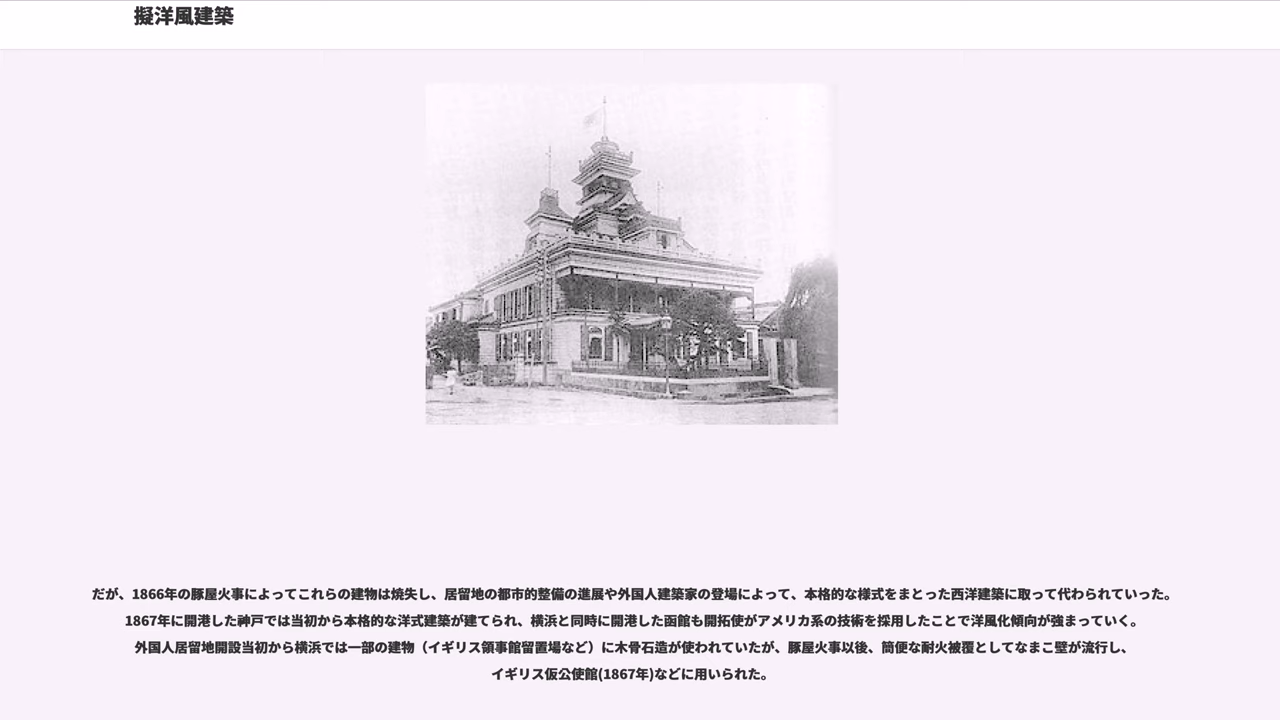 擬洋風建築
だが、1866年の豚屋火事によってこれらの建物は焼失し、居留地の都市的整備の進展や外国人建築家の登場によって、本格的な様式をまとった西洋建築に取って代わられていった。
1867年に開港した神戸では当初から本格的な洋式建築が建てられ、横浜と同時に開港した函館も開拓使がアメリカ系の技術を採用したことで洋風化傾向が強まっていく。
外国人居留地開設当初から横浜では一部の建物（イギリス領事館留置場など）に木骨石造が使われていたが、豚屋火事以後、簡便な耐火被覆としてなまこ壁が流行し、
イギリス仮公使館(1867年)などに用いられた。